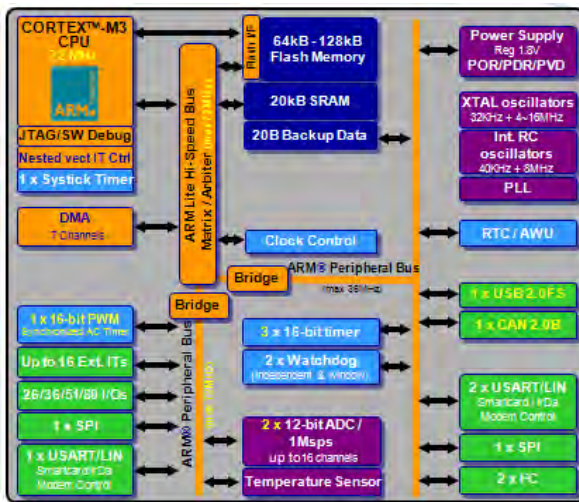 CORTEX™-M3
CPU
72 MHz
ARM
JTAG/SW Debug
Nested vect IT Ctrl
1 x Systick Timer
DMA
7 Channels
1 x 16-bit PWM
Synchronized AC Timer
Up to 16 Ext. ITs
26/36/51/80 I/Os
1 x SPI
1 x USART/LIN
Smartcard/IrDa
Modem Control
ARM Lite Hi-Speed Bus
Matrix / Arbiter (max 72MHz)
Flash I/F
64kB - 128kB
Flash Memory
20kB SRAM
20B Backup Data
Clock Control
Bridge
ARM® Peripheral Bus
(max 36MHz)
Bridge
ARM® Peripheral Bus
3 x 16-bit timer
2 x Watchdog
(independent & window)
2 x 12-bit ADC /
1Msps
up to 16 channels
Temperature Sensor
Power Supply
Reg 1.8V
POR/PDR/PVD
XTAL oscillators
32KHz + 4~16MHz
Int. RC
oscillators
40KHz + 8MHz
PLL
RTC / AWU
1 x USB 2.0FS
1 x CAN 2.0B
2 x USART/LIN
Smartcard / IrDa
Modem Control
1 x SPI
2 x I²C